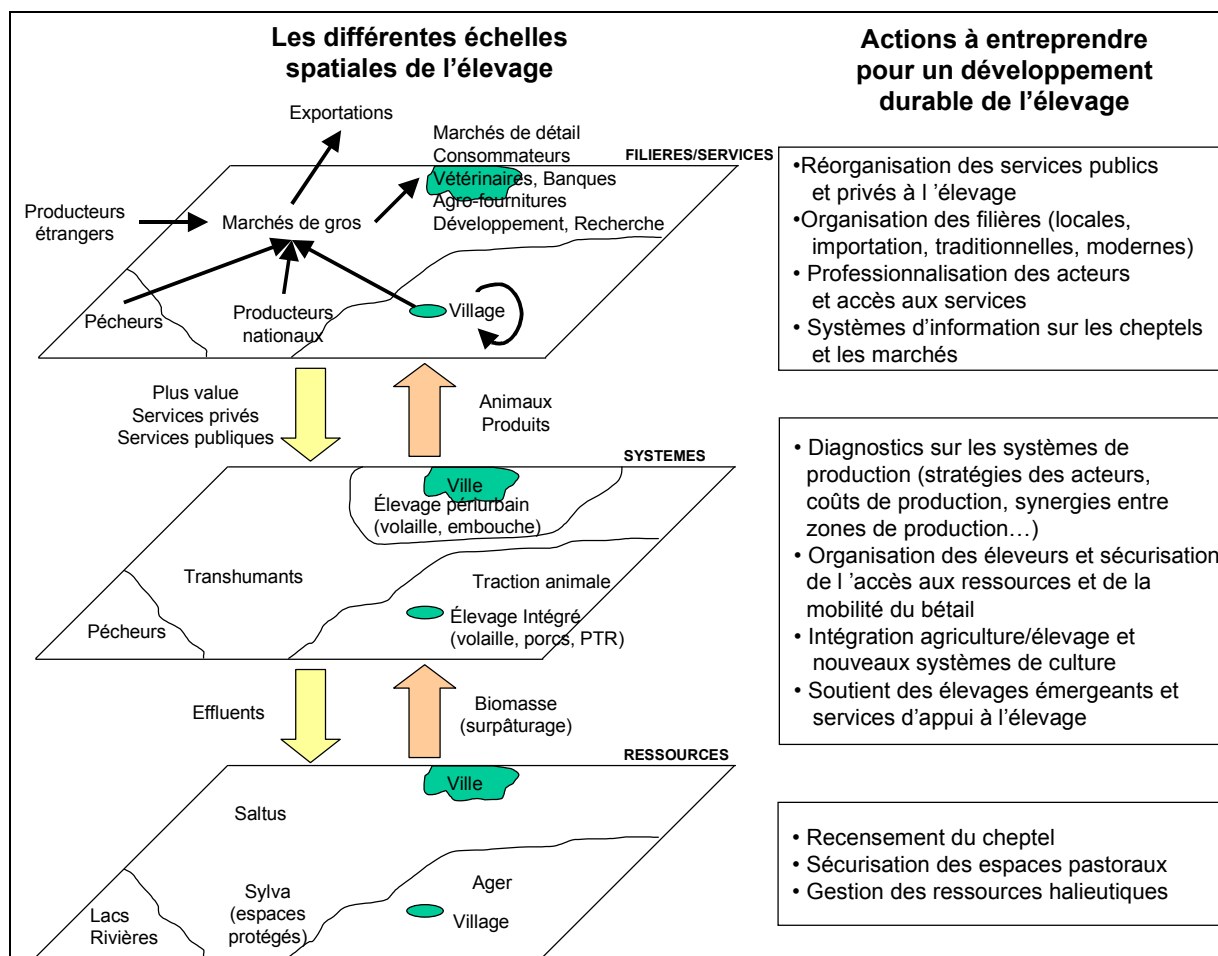 Les différentes échelles
spatiales de l’élevage
Actions à entreprendre
pour un développement
durable de l’élevage
Exportations
Marchés de détail
Consommateurs
Vétérinaires, Banques
Agro-fournitures
Développement, Recherche
FILIERES/SERVICES
Producteurs
étrangers
Marchés de gros
Pécheurs
Producteurs
nationaux
Village
•Réorganisation des services publics
et privés à l ’élevage
•Organisation des filières (locales,
importation, traditionnelles, modernes)
• Professionnalisation des acteurs
et accès aux services
• Systèmes d’information sur les cheptels
et les marchés
Plus value
Services privés
Services publiques
Animaux
Produits
SYSTEMES
Ville
Élevage périurbain
(volaille, embouche)
Transhumants
Traction animale
Pécheurs
Élevage Intégré
(volaille, porcs, PTR)
• Diagnostics sur les systèmes de
production (stratégies des acteurs,
coûts de production, synergies entre
zones de production…)
• Organisation des éleveurs et sécurisation
de l ’accès aux ressources et de la
mobilité du bétail
• Intégration agriculture/élevage et
nouveaux systèmes de culture
• Soutient des élevages émergeants et
services d’appui à l’élevage
Effluents
Biomasse
(surpâturage)
RESSOURCES
Ville
Saltus
Ager
Sylva
(espaces
protégés)
Village
Lacs
Rivières
• Recensement du cheptel
• Sécurisation des espaces pastoraux
• Gestion des ressources halieutiques